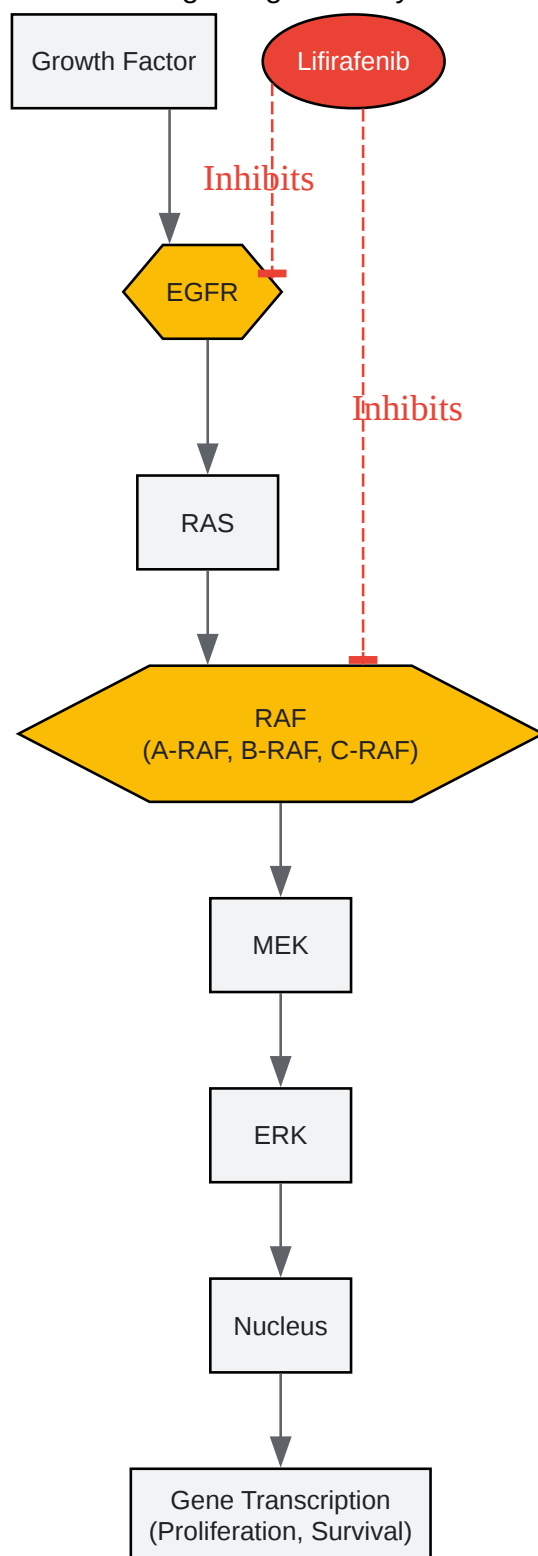 Growth Factor
Lifirafenib
Inhibits
EGFR
Inhibits
RAS
RAF
(A-RAF, B-RAF, C-RAF)
MEK
ERK
Nucleus
Gene Transcription
(Proliferation, Survival)